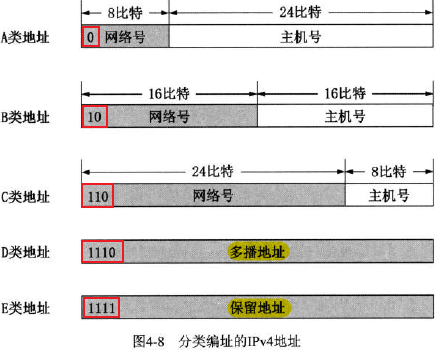 8比特 24比特
A类地址 0 网络号 主机号
16比特 16比特
B类地址 10 网络号 主机号
24比特 8比特
C类地址 110 网络号 主机号
D类地址 1110 多播地址
E类地址 1111 保留地址
图4-8 分类编址的IPv4地址